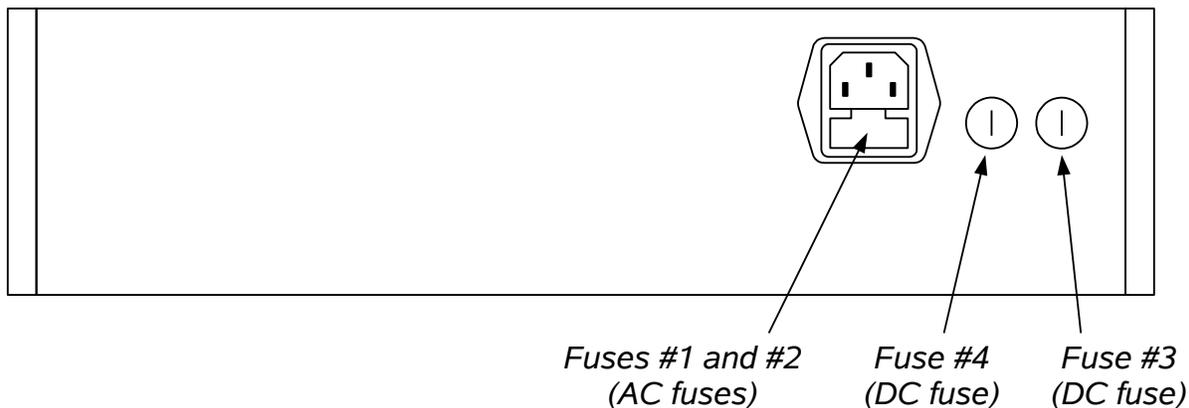 Fuses #1 and #2
(AC fuses)
Fuse #4
(DC fuse)
Fuse #3
(DC fuse)